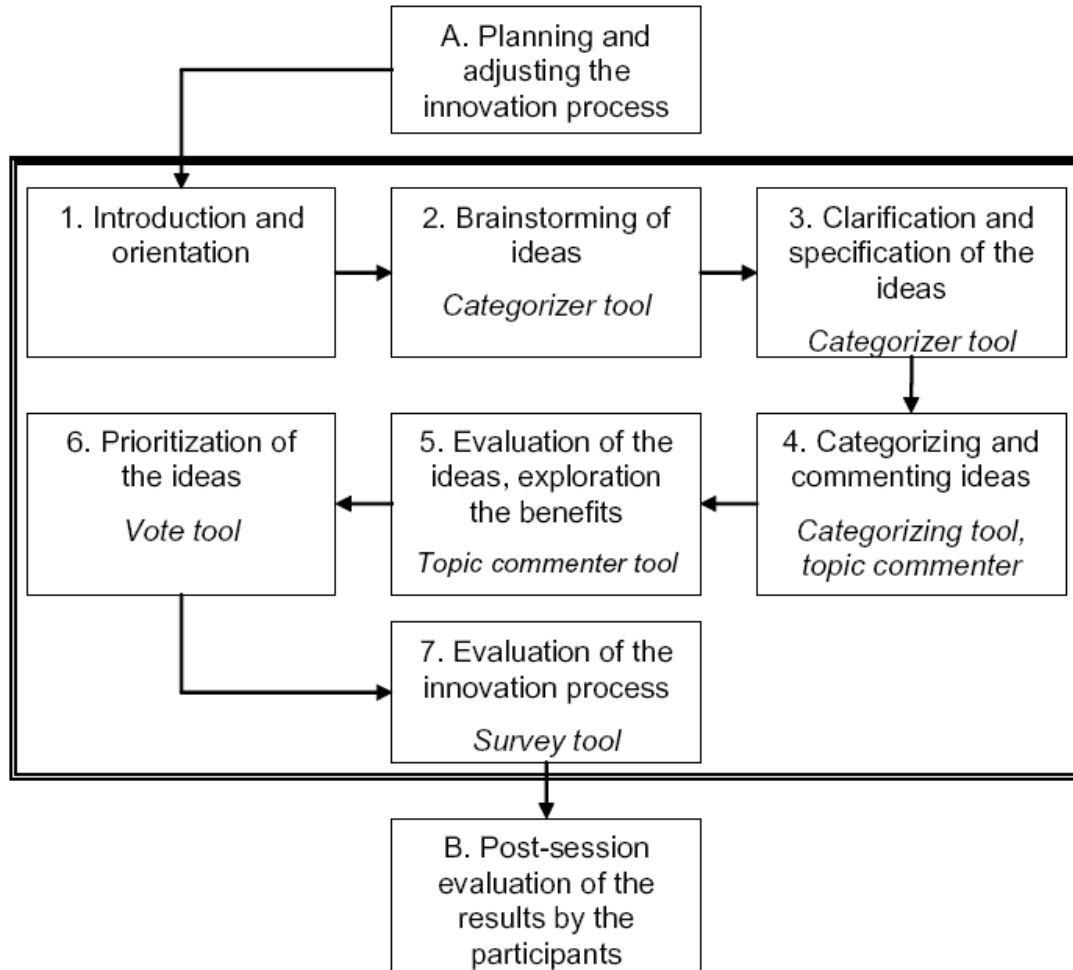 A. Planning and
adjusting the
innovation process
1. Introduction and
orientation
2. Brainstorming of
ideas
Categorizer tool
3. Clarification and
specification of the
ideas
Categorizer tool
4. Categorizing and
commenting ideas
Categorizing tool,
topic commenter
5. Evaluation of the
ideas, exploration
the benefits
Topic commenter tool
6. Prioritization of
the ideas
Vote tool
7. Evaluation of the
innovation process
Survey tool
B. Post-session
evaluation of the
results by the
participants